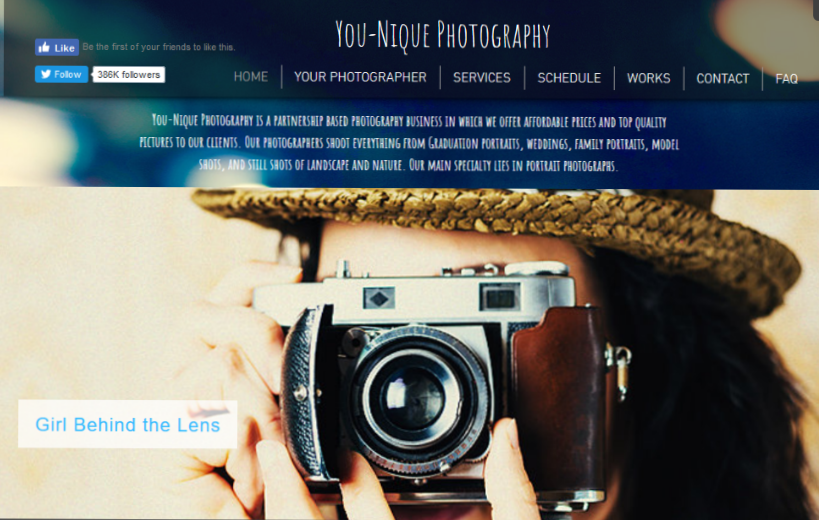 You-Nique Photography
Like Be the first of your friends to like this.
Follow 386K followers
HOME YOUR PHOTOGRAPHER SERVICES SCHEDULE WORKS CONTACT FAQ
You-Nique Photography is a partnership based photography business in which we offer affordable prices and top quality
pictures to our clients. Our photographers shoot everything from Graduation portraits, weddings, family portraits, model
shots, and still shots of landscape and nature. Our main specialty lies in portrait photographs.
Girl Behind the Lens